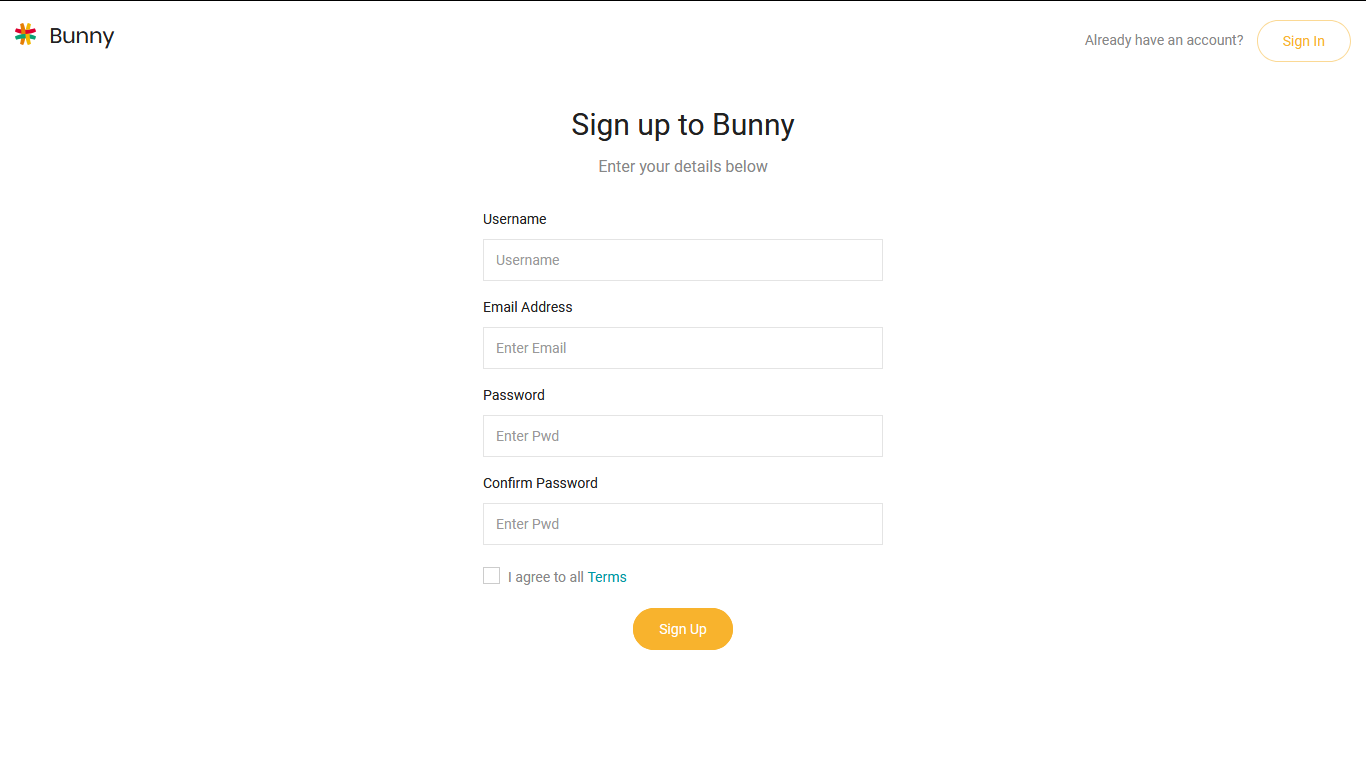 Bunny
Already have an account? Sign In
Sign up to Bunny
Enter your details below
Username
Username
Email Address
Enter Email
Password
Enter Pwd
Confirm Password
Enter Pwd
I agree to all Terms
Sign Up